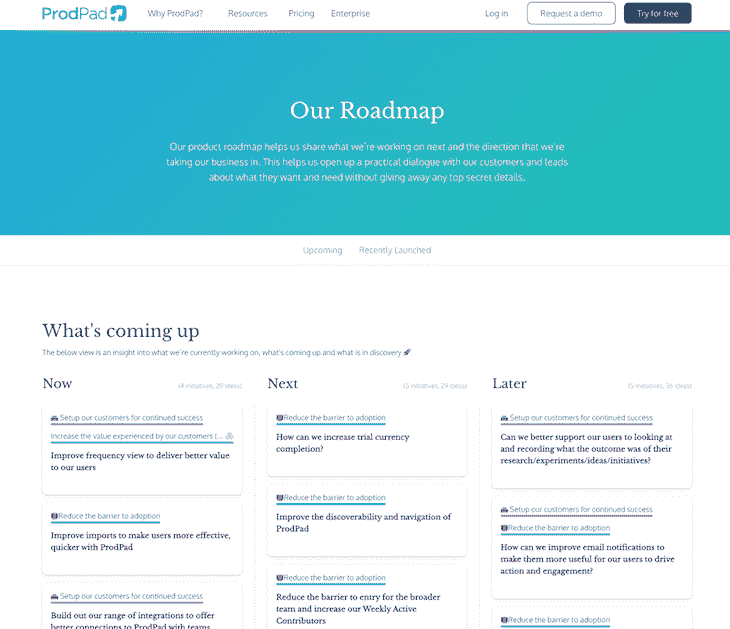 ProdPad
Why ProdPad? Resources Pricing Enterprise Log in Request a demo Try for free
Our Roadmap
Our product roadmap helps us share what we're working on next and the direction that we're
taking our business in. This helps us open up a practical dialogue with our customers and leads
about what they want and need without giving away any top secret details.
Upcoming Recently Launched
What's coming up
The below view is an insight into what we're currently working on, what's coming up and what is in discovery 🚀
Now (4 initiatives, 20 ideas)
Setup our customers for continued success
Increase the value experienced by our customers (...
Improve frequency view to deliver better value
to our users
Reduce the barrier to adoption
Improve imports to make users more effective,
quicker with ProdPad
Setup our customers for continued success
Build out our range of integrations to offer
better connections to ProdPad with teams
Next (5 initiatives, 29 ideas)
Reduce the barrier to adoption
How can we increase trial currency
completion?
Reduce the barrier to adoption
Improve the discoverability and navigation of
ProdPad
Reduce the barrier to adoption
Reduce the barrier to entry for the broader
team and increase our Weekly Active
Contributors
Later (5 initiatives, 36 ideas)
Setup our customers for continued success
Can we better support our users to looking at
and recording what the outcome was of their
research/experiments/ideas/initiatives?
Setup our customers for continued success
Reduce the barrier to adoption
How can we improve email notifications to
make them more useful for our users to drive
action and engagement?
Reduce the barrier to adoption